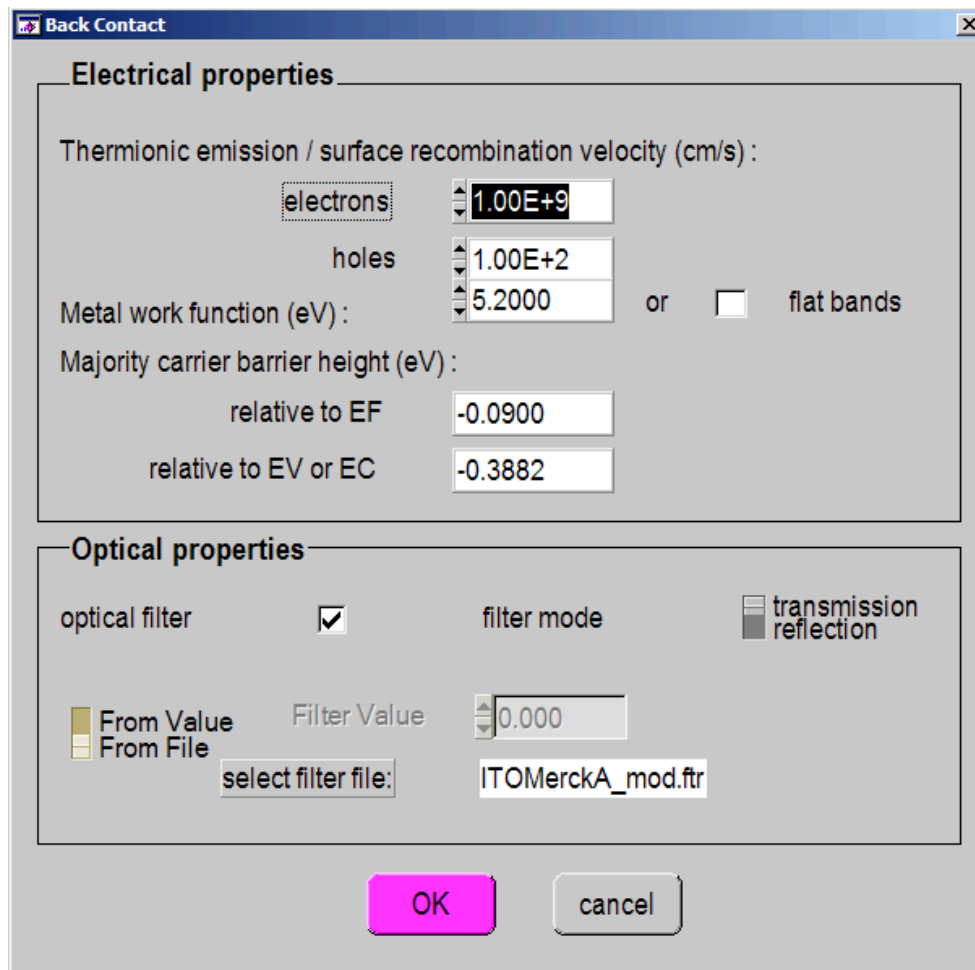 Back Contact
Electrical properties
Thermionic emission / surface recombination velocity (cm/s) :
electrons 1.00E+9
holes 1.00E+2
Metal work function (eV) : 5.2000 or flat bands
Majority carrier barrier height (eV) :
relative to EF -0.0900
relative to EV or EC -0.3882
Optical properties
optical filter filter mode transmission
reflection
From Value Filter Value 0.000
From File
select filter file: ITOMerckA_mod.ftr
OK cancel